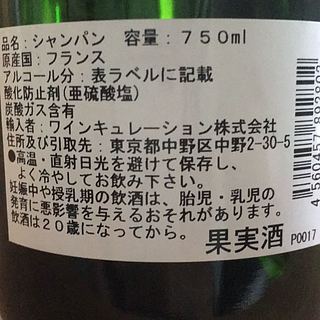 品名：シャンパン　容量：750ml
原産国：フランス
アルコール分：表ラベルに記載
酸化防止剤(亜硫酸塩)
炭酸ガス含有
輸入者：ワインキュレーション株式会社
住所及び引取先：東京都中野区中野2-30-5
●高温・直射日光を避けて保存し、
よく冷やしてお飲み下さい。
妊娠中や授乳期の飲酒は、胎児・乳児の
発育に悪影響を与えるおそれがあります。
飲酒は20歳になってから。
果実酒
P0017